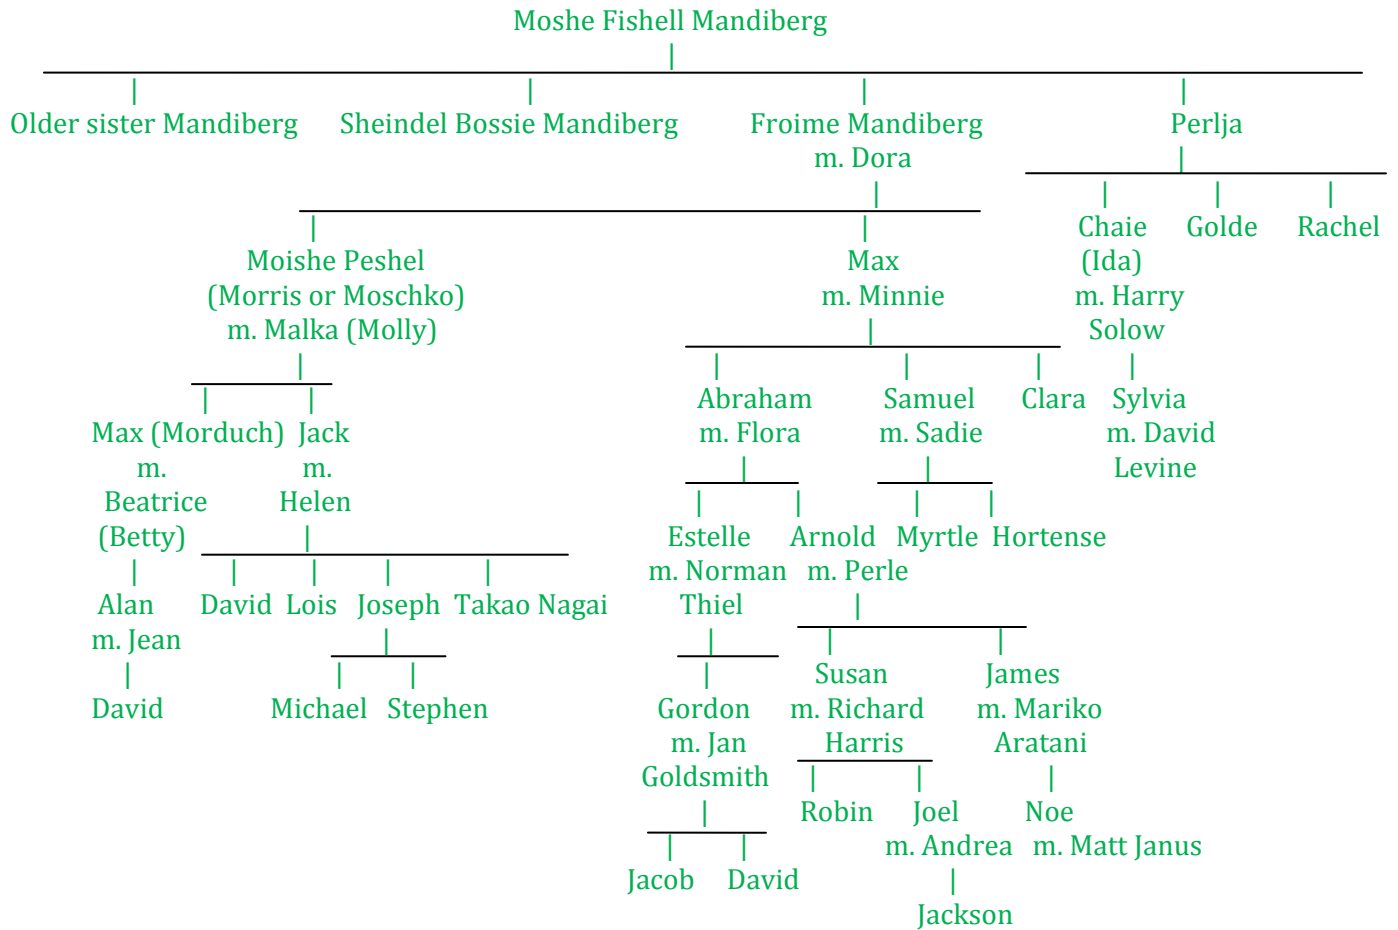 Moshe Fishell Mandiberg
|
| | | |
Older sister Mandiberg Sheindel Bossie Mandiberg Froime Mandiberg Perlja
m. Dora |
| | | |
| | Chaie Golde Rachel
Moishe Peshel Max (Ida)
(Morris or Moschko) m. Minnie m. Harry
m. Malka (Molly) | Solow
| | | | |
| | Abraham Samuel Clara Sylvia
Max (Morduch) Jack m. Flora m. Sadie m. David
m. m. | | Levine
Beatrice Helen | | | |
(Betty) | Estelle Arnold Myrtle Hortense
| | | | | m. Norman m. Perle
Alan David Lois Joseph Takao Nagai Thiel |
m. Jean | | | |
| | | | Susan James
David Michael Stephen Gordon m. Richard m. Mariko
m. Jan Harris Aratani
Goldsmith | | |
| Robin Joel Noe
| | m. Andrea m. Matt Janus
Jacob David |
Jackson